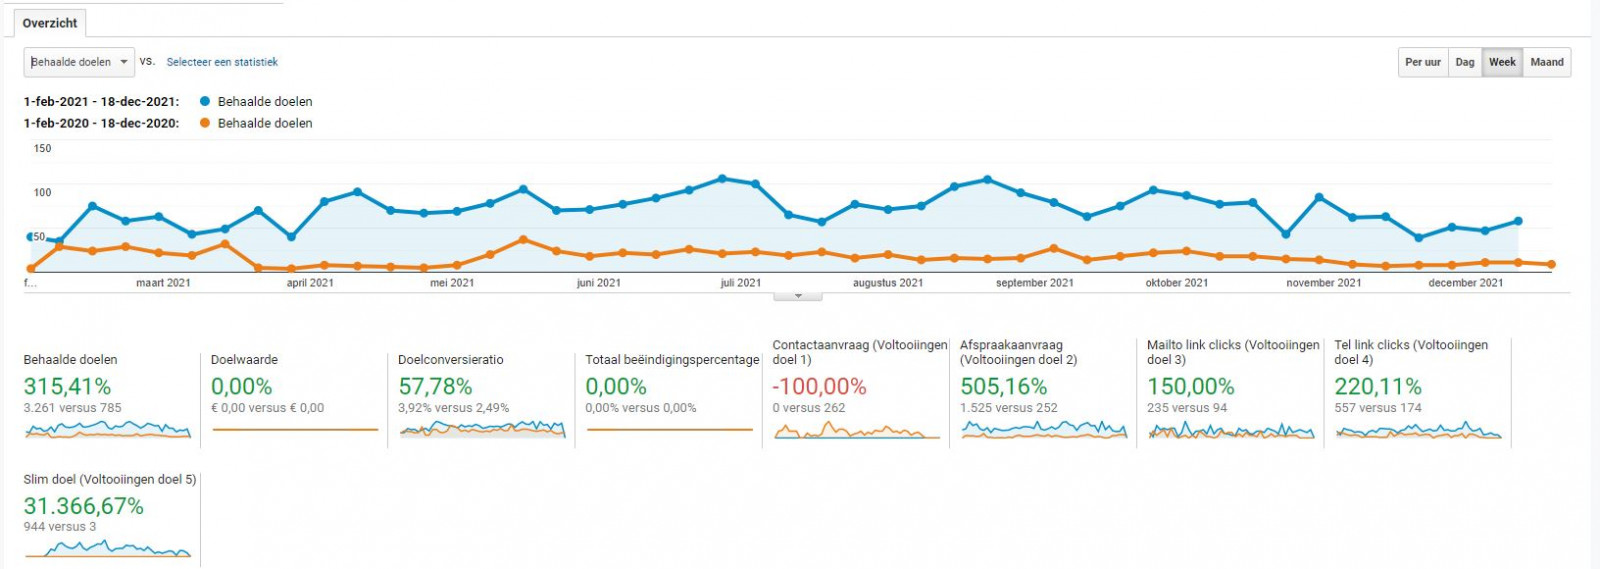 Overzicht
Behaalde doelen vs. Selecteer een statistiek
Per uur Dag Week Maand
1-feb-2021 - 18-dec-2021: Behaalde doelen
1-feb-2020 - 18-dec-2020: Behaalde doelen
150
100
50
f... maart 2021 april 2021 mei 2021 juni 2021 juli 2021 augustus 2021 september 2021 oktober 2021 november 2021 december 2021
Behaalde doelen
315,41%
3.261 versus 785
Doelwaarde
0,00%
€ 0,00 versus € 0,00
Doelconversieratio
57,78%
3,92% versus 2,49%
Totaal beëindigingspercentage
0,00%
0,00% versus 0,00%
Contactaanvraag (Voltooiingen
doel 1)
-100,00%
0 versus 262
Afspraakaanvraag
(Voltooiingen doel 2)
505,16%
1.525 versus 252
Mailto link clicks (Voltooiingen
doel 3)
150,00%
235 versus 94
Tel link clicks (Voltooiingen
doel 4)
220,11%
557 versus 174
Slim doel (Voltooiingen doel 5)
31.366,67%
944 versus 3